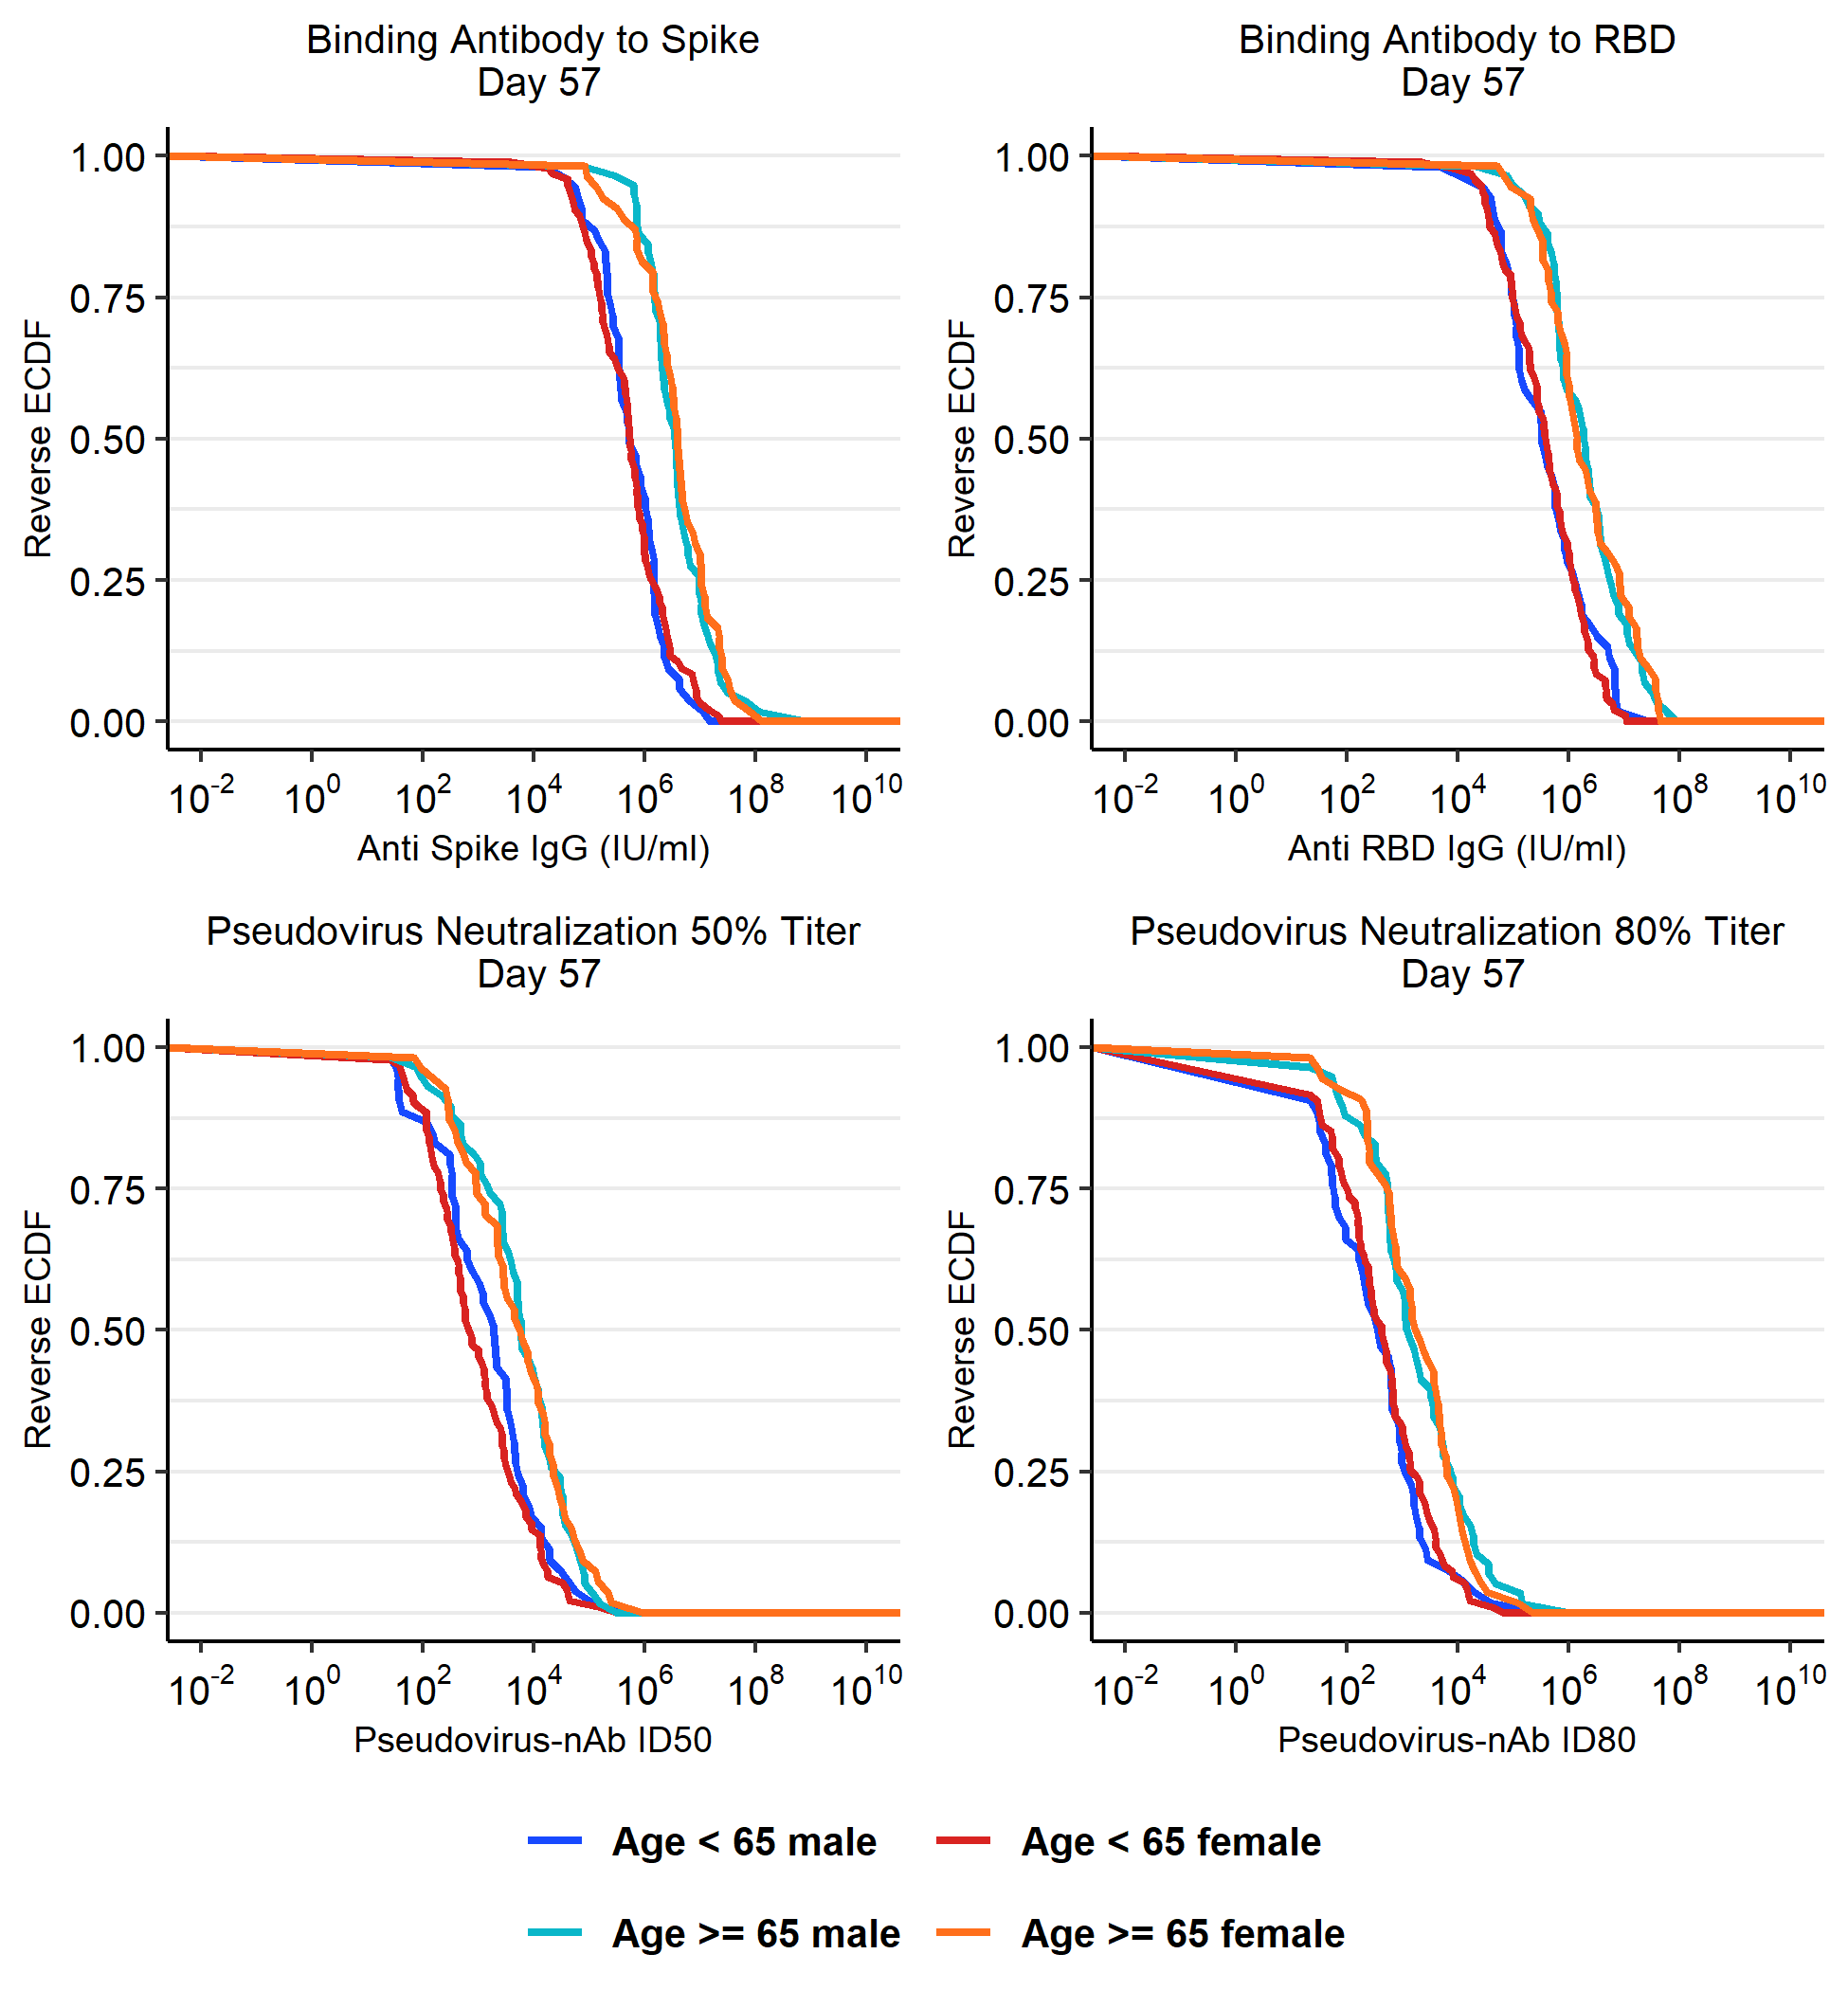 Binding Antibody to Spike
Day 57
1.00
0.75
0.50
0.25
0.00
Reverse ECDF
10^-2 10^0 10^2 10^4 10^6 10^8 10^10
Anti Spike IgG (IU/ml)
Binding Antibody to RBD
Day 57
1.00
0.75
0.50
0.25
0.00
Reverse ECDF
10^-2 10^0 10^2 10^4 10^6 10^8 10^10
Anti RBD IgG (IU/ml)
Pseudovirus Neutralization 50% Titer
Day 57
1.00
0.75
0.50
0.25
0.00
Reverse ECDF
10^-2 10^0 10^2 10^4 10^6 10^8 10^10
Pseudovirus-nAb ID50
Pseudovirus Neutralization 80% Titer
Day 57
1.00
0.75
0.50
0.25
0.00
Reverse ECDF
10^-2 10^0 10^2 10^4 10^6 10^8 10^10
Pseudovirus-nAb ID80
Age < 65 male
Age < 65 female
Age >= 65 male
Age >= 65 female